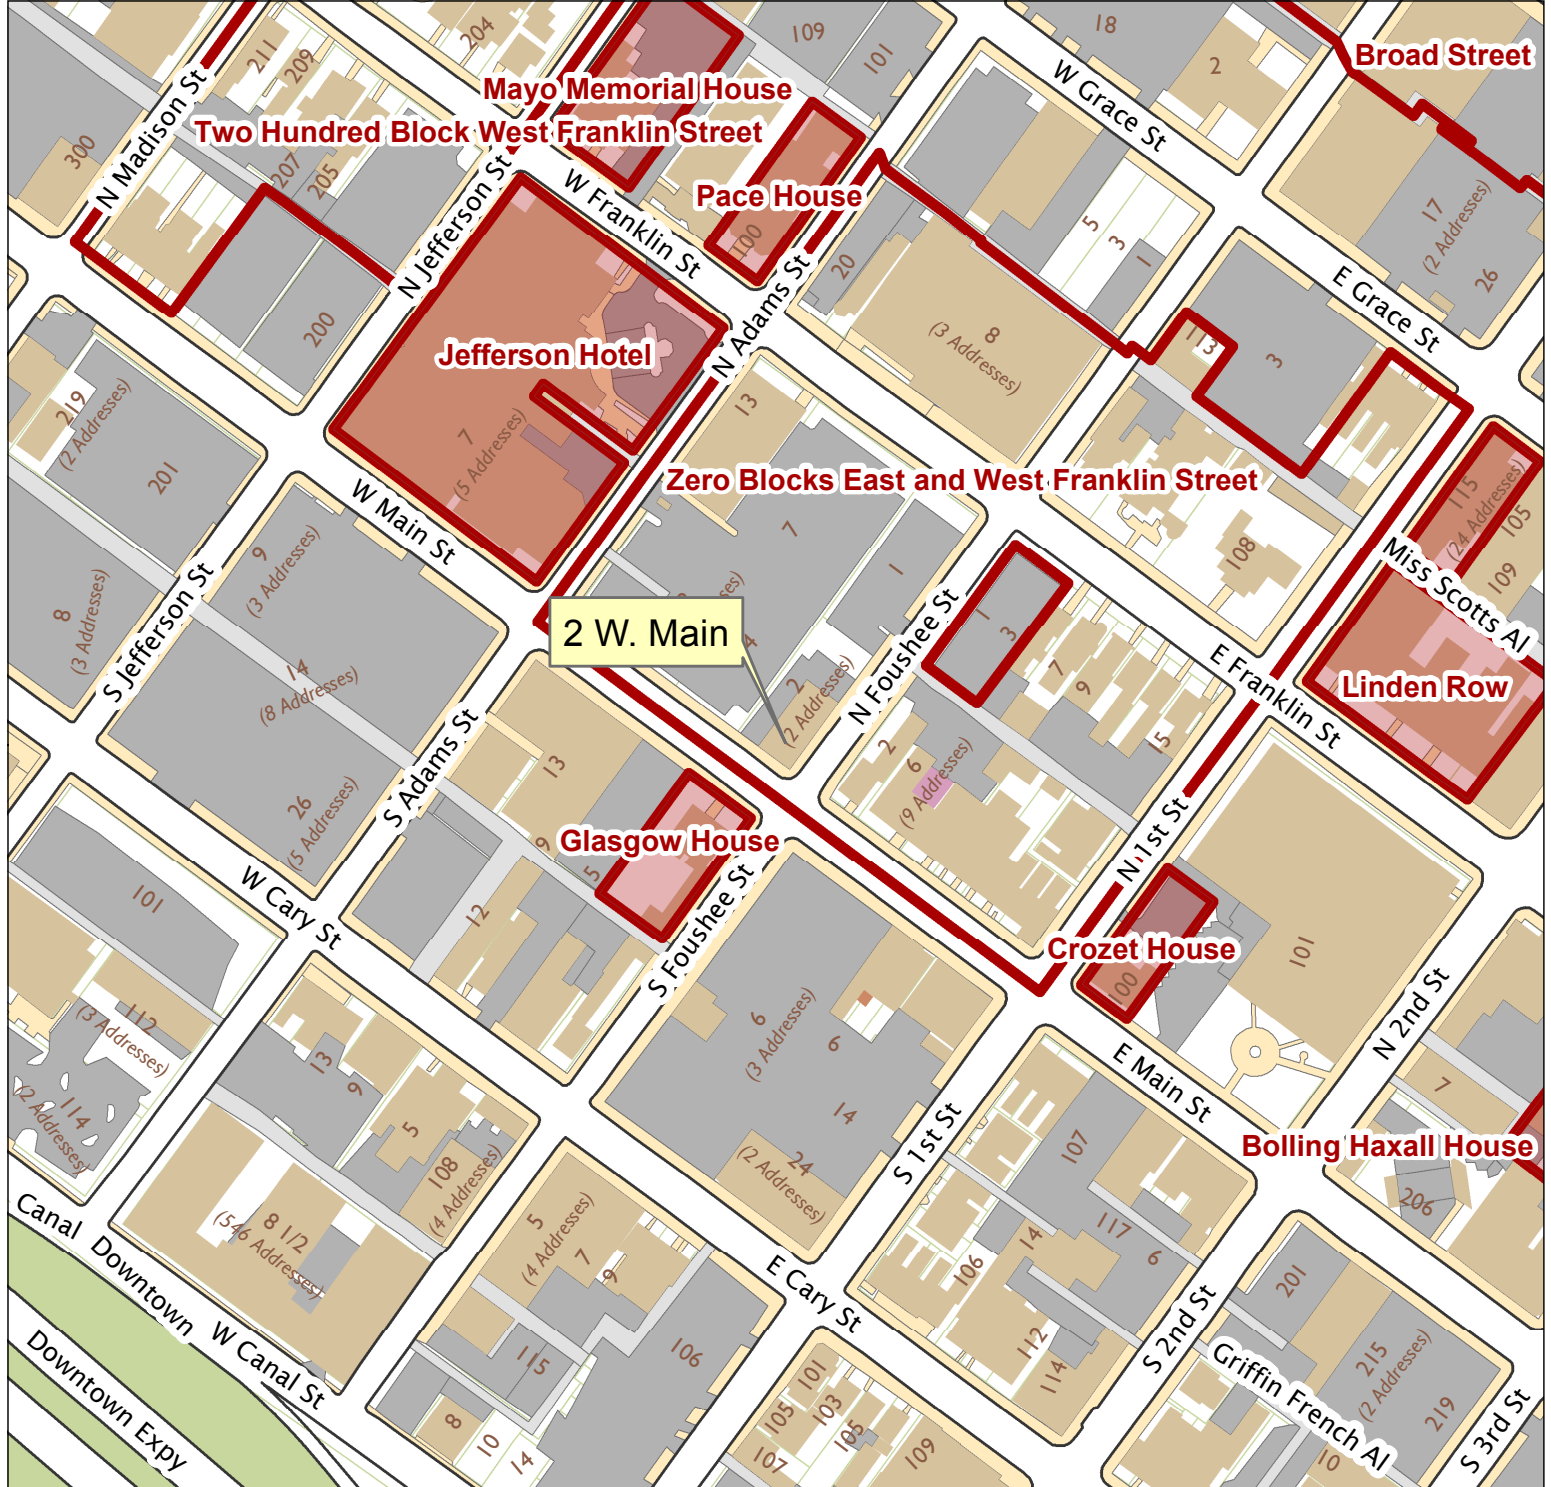 18
204
109
211
209
101
Broad Street
2
W Grace St
N Madison St
Mayo Memorial House
Two Hundred Block West Franklin Street
300
207
205
N Jefferson St
W Franklin St
Pace House
5
3
1
17
(2 Addresses)
26
100
20
N Adams St
E Grace St
200
8
(3 Addresses)
113
3
Jefferson Hotel
219
(2 Addresses)
201
7
(5 Addresses)
13
Zero Blocks East and West Franklin Street
115
(24 Addresses)
105
109
Miss Scotts Al
W Main St
9
(3 Addresses)
7
1
108
8
(3 Addresses)
S Jefferson St
2 W. Main
4
2
(2 Addresses)
N Foushee St
1
3
7
9
15
E Franklin St
Linden Row
14
(8 Addresses)
S Adams St
13
2
6
(9 Addresses)
26
(5 Addresses)
Glasgow House
9
5
N 1st St
W Cary St
101
12
S Foushee St
Crozet House
100
101
N 2nd St
112
(3 Addresses)
114
(2 Addresses)
13
9
5
108
(4 Addresses)
6
(3 Addresses)
6
14
24
(2 Addresses)
S 1st St
E Main St
7
Bolling Haxall House
206
107
117
6
14
106
112
114
Canal
Downtown
8 1/2
(546 Addresses)
W Canal St
Downtown Expy
5
(4 Addresses)
7
9
115
106
8
10
14
E Cary St
101
103
105
105
107
109
S 2nd St
201
215
(2 Addresses)
219
Griffin French Al
10
S 3rd St